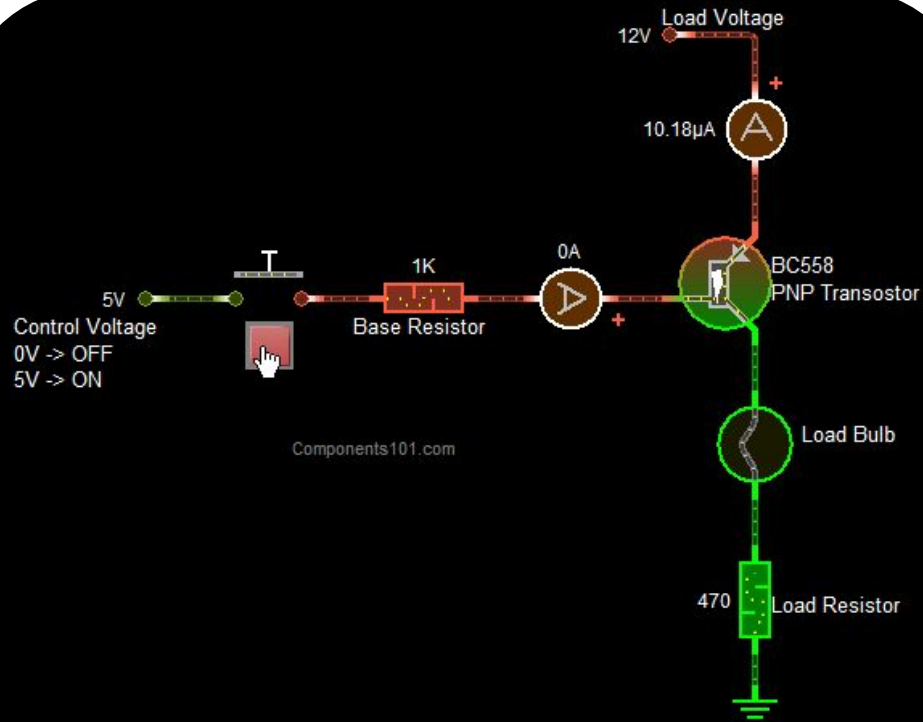 Load Voltage
12V
+
A
10.18µA
T
1K
0A
A
BC558
PNP Transostor
5V
+
Control Voltage
Base Resistor
0V -> OFF
5V -> ON
Load Bulb
Components101.com
470
Load Resistor